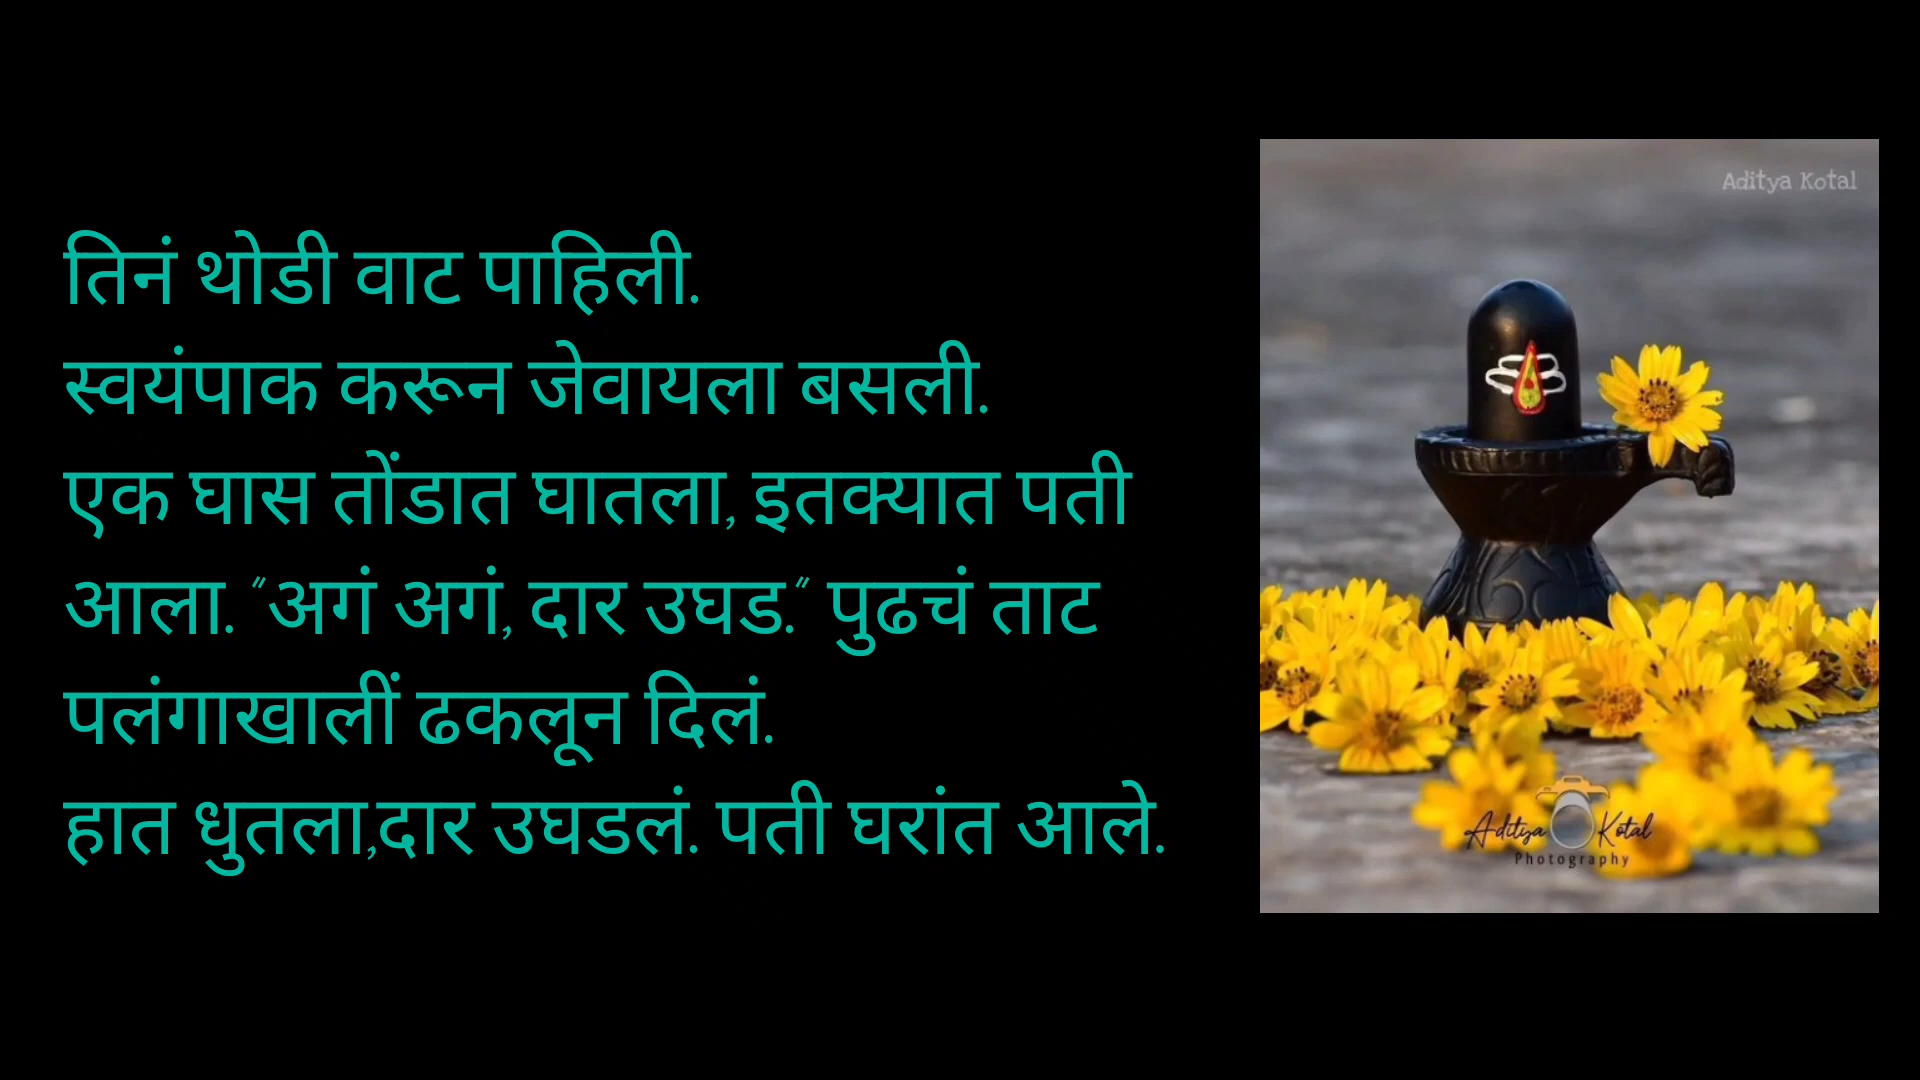 तिनं थोडी वाट पाहिली.
स्वयंपाक करून जेवायला बसली.
एक घास तोंडात घातला, इतक्यात पती
आला. "अगं अगं, दार उघड." पुढचं ताट
पलंगाखालीं ढकलून दिलं.
हात धुतला,दार उघडलं. पती घरांत आले.
Aditya Kotal
Aditya Kotal
Photography